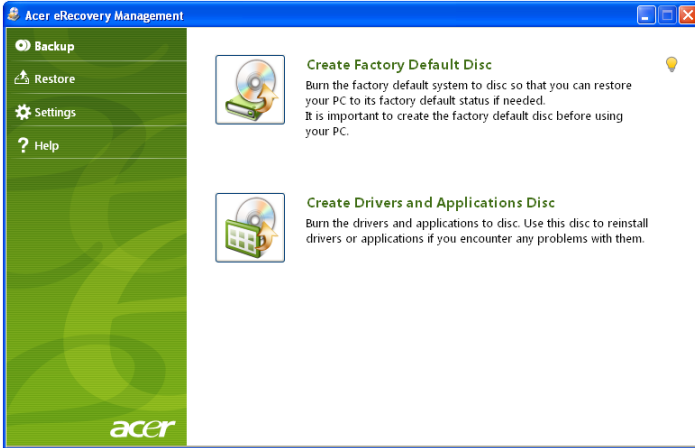 Acer eRecovery Management
Backup
Restore
Settings
Help
Create Factory Default Disc
Burn the factory default system to disc so that you can restore
your PC to its factory default status if needed.
It is important to create the factory default disc before using
your PC.
Create Drivers and Applications Disc
Burn the drivers and applications to disc. Use this disc to reinstall
drivers or applications if you encounter any problems with them.
acer